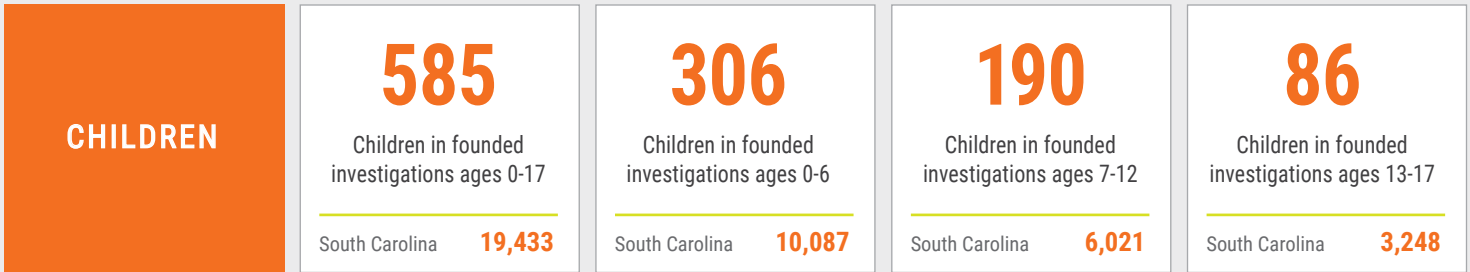 CHILDREN
585
Children in founded
investigations ages 0-17
South Carolina 19,433
306
Children in founded
investigations ages 0-6
South Carolina 10,087
190
Children in founded
investigations ages 7-12
South Carolina 6,021
86
Children in founded
investigations ages 13-17
South Carolina 3,248